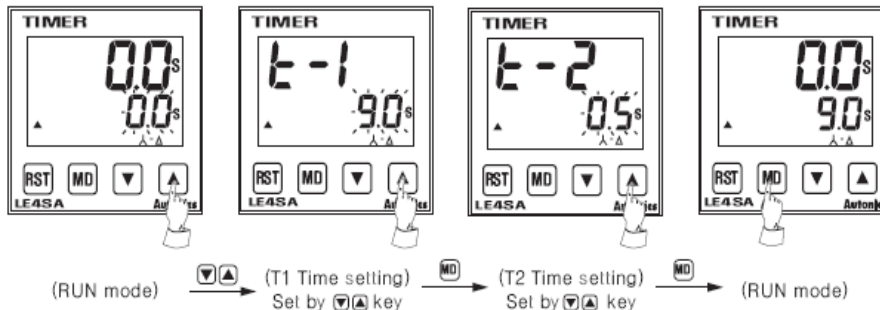 TIMER
0.0s
0.0s
RST MD ▼ ▲
LE4SA
TIMER
t-1
9.0s
RST MD ▼ ▲
LE4SA
TIMER
t-2
0.5s
RST MD ▼ ▲
LE4SA
TIMER
0.0s
9.0s
RST MD ▼ ▲
LE4SA
(RUN mode)
▼▲
(T1 Time setting)
Set by ▼▲ key
MD
(T2 Time setting)
Set by ▼▲ key
MD
(RUN mode)